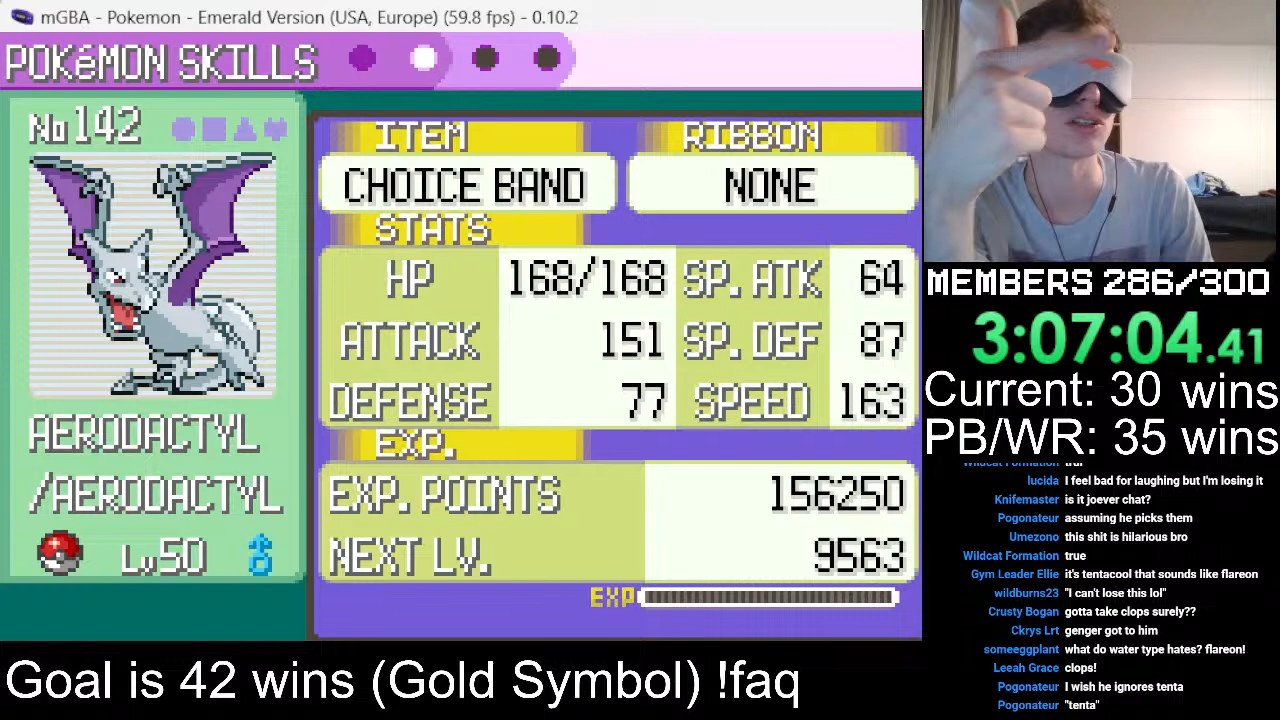 mGBA - Pokemon - Emerald Version (USA, Europe) (59.8 fps) - 0.10.2
POKéMON SKILLS
No 142
ITEM RIBBON
CHOICE BAND NONE
STATS
HP 168/168 SP. ATK 64
ATTACK 151 SP. DEF 87
DEFENSE 77 SPEED 163
AERODACTYL
/AERODACTYL
Lv50 ♂
EXP.
EXP. POINTS 156250
NEXT LV. 9563
EXP
MEMBERS 286/300
3:07:04.41
Current: 30 wins
PB/WR: 35 wins
Wildcat Formation true
lucida I feel bad for laughing but I'm losing it
Knifemaster is it joever chat?
Pogonateur assuming he picks them
Umezono this shit is hilarious bro
Wildcat Formation true
Gym Leader Ellie it's tentacool that sounds like flareon
wildburns23 "I can't lose this lol"
Crusty Bogan gotta take clops surely??
Ckrys Lrt genger got to him
someeggplant what do water type hates? flareon!
Leeah Grace clops!
Pogonateur I wish he ignores tenta
Pogonateur "tenta"
Goal is 42 wins (Gold Symbol) !faq